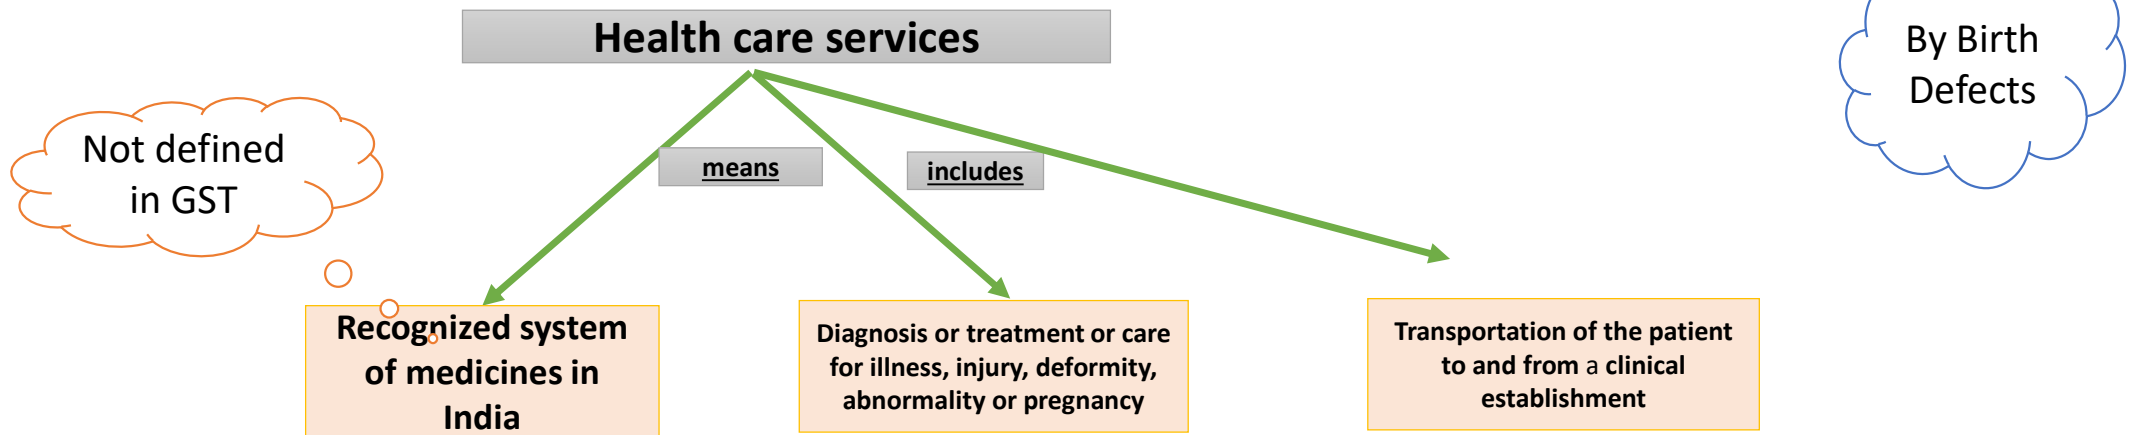 Health care services
By Birth
Defects
Not defined
in GST
means
includes
Recognized system
of medicines in
India
Diagnosis or treatment or care
for illness, injury, deformity,
abnormality or pregnancy
Transportation of the patient
to and from a clinical
establishment